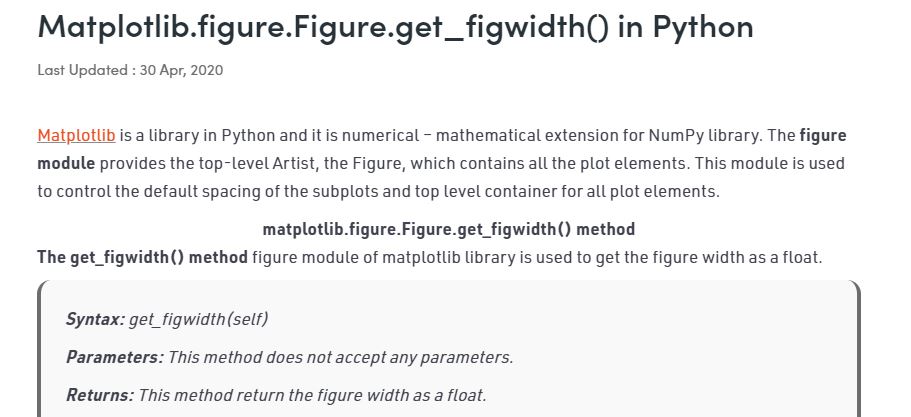 Matplotlib.figure.Figure.get_figwidth() in Python
Last Updated : 30 Apr, 2020
Matplotlib is a library in Python and it is numerical – mathematical extension for NumPy library. The figure
module provides the top-level Artist, the Figure, which contains all the plot elements. This module is used
to control the default spacing of the subplots and top level container for all plot elements.
matplotlib.figure.Figure.get_figwidth() method
The get_figwidth() method figure module of matplotlib library is used to get the figure width as a float.
Syntax: get_figwidth(self)
Parameters: This method does not accept any parameters.
Returns: This method return the figure width as a float.